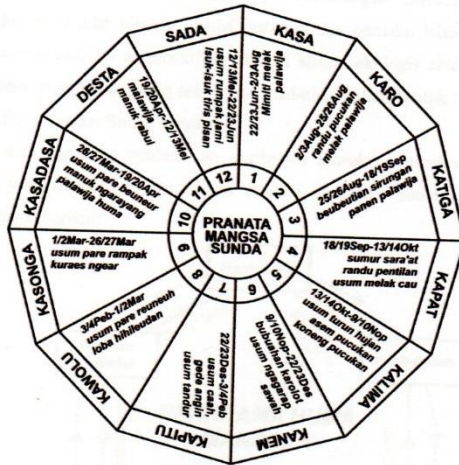 PRANATA
MANGSA
SUNDA
1
KASA
22/23Jun-2/3Aug
Mimiti melak
palawija
2
KARO
2/3Aug-25/26Aug
randu pucukan
melak palawija
3
KATIGA
25/26Aug-18/19Sep
beubeutian sirungan
panen palawija
4
KAPAT
18/19Sep-13/14Okt
sumur sara'at
randu pentilan
usum melak cau
5
KALIMA
13/14Okt-9/10Nop
usum turun hujan
asem pucukan
koneng pucukan
6
KANEM
9/10Nop-22/23Des
bubuahan karolot
usum ngagarap
sawah
7
KAPITU
22/23Des-3/4Peb
usum caah,
gede angin
usum tandur
8
KAWOLU
3/4Peb-1/2Mar
usum pare reuneuh
loba hihileudan
9
KASONGA
1/2Mar-26/27Mar
usum pare rampak
kuraes ngear
10
KASADASA
26/27Mar-19/20Apr
usum pare beuneur
manuk ngarayang
palawija huma
11
DESTA
19/20Apr-12/13Mei
malawija
manuk rabul
12
SADA
12/13Mei-22/23Jun
usum rumpak jami
Isuk-isuk tiris pisan